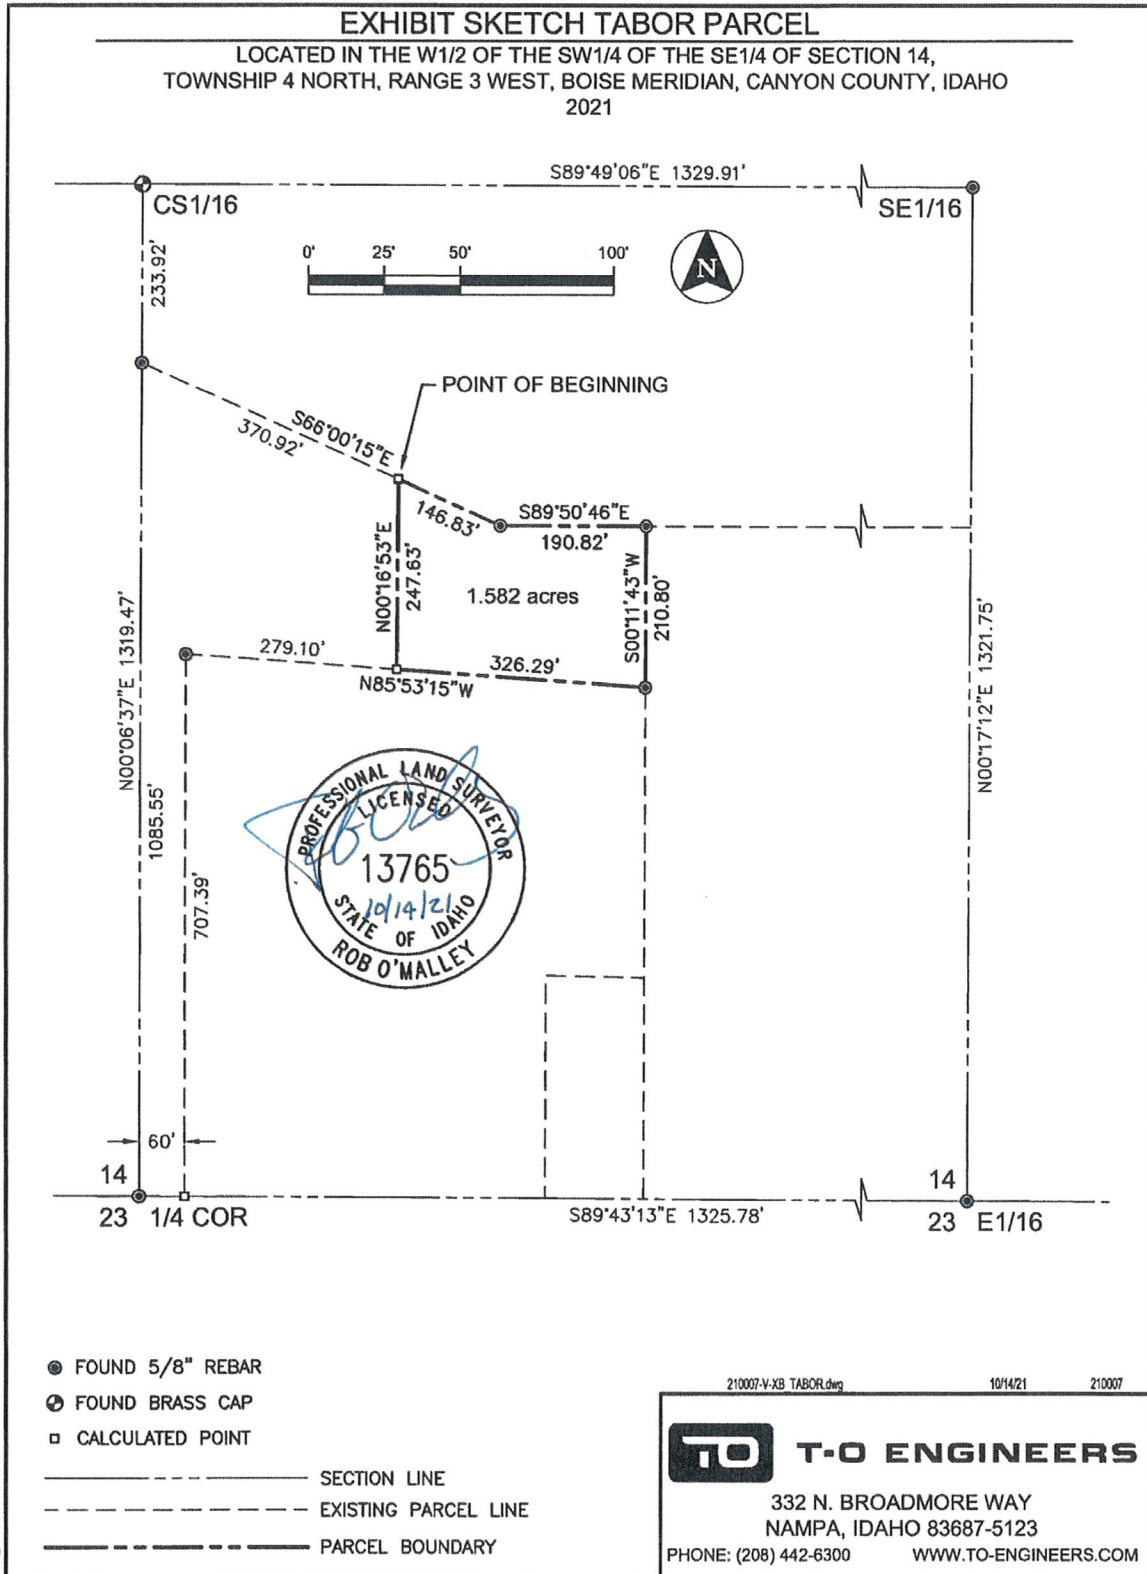 EXHIBIT SKETCH TABOR PARCEL
LOCATED IN THE W1/2 OF THE SW1/4 OF THE SE1/4 OF SECTION 14,
TOWNSHIP 4 NORTH, RANGE 3 WEST, BOISE MERIDIAN, CANYON COUNTY, IDAHO
2021
S89°49'06"E 1329.91'
CS1/16
SE1/16
233.92'
0' 25' 50' 100'
N
POINT OF BEGINNING
S66°00'15"E
370.92'
146.83'
S89°50'46"E
190.82'
N00°16'53"E
247.63'
1.582 acres
S00°11'43"W
210.80'
N00°06'37"E 1319.47'
N00°17'12"E 1321.75'
279.10'
326.29'
N85°53'15"W
1085.55'
707.39'
PROFESSIONAL LAND SURVEYOR
LICENSED
13765
10/14/21
STATE OF IDAHO
ROB O'MALLEY
60'
14
23 1/4 COR
S89°43'13"E 1325.78'
14
23 E1/16
FOUND 5/8" REBAR
FOUND BRASS CAP
CALCULATED POINT
SECTION LINE
EXISTING PARCEL LINE
PARCEL BOUNDARY
210007-V-XB TABOR.dwg 10/14/21 210007
TO T-O ENGINEERS
332 N. BROADMORE WAY
NAMPA, IDAHO 83687-5123
PHONE: (208) 442-6300 WWW.TO-ENGINEERS.COM